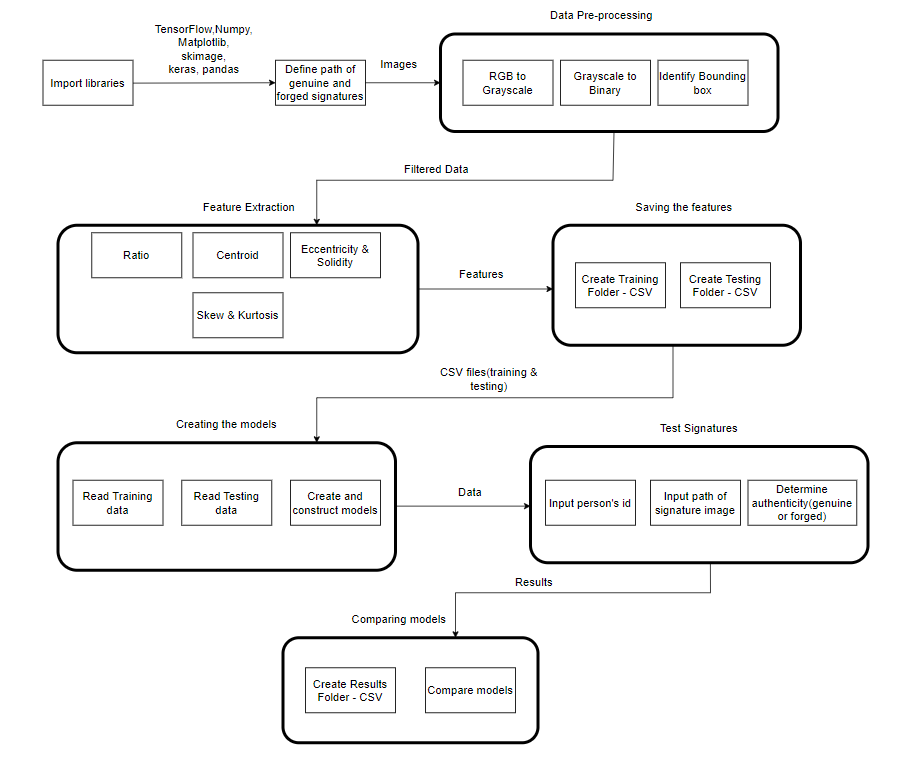 Data Pre-processing
TensorFlow,Numpy,
Matplotlib,
skimage,
keras, pandas
Import libraries
Define path of
genuine and
forged signatures
Images
RGB to
Grayscale
Grayscale to
Binary
Identify Bounding
box
Filtered Data
Feature Extraction
Ratio
Centroid
Eccentricity &
Solidity
Skew & Kurtosis
Features
Saving the features
Create Training
Folder - CSV
Create Testing
Folder - CSV
CSV files(training &
testing)
Creating the models
Read Training
data
Read Testing
data
Create and
construct models
Data
Test Signatures
Input person's id
Input path of
signature image
Determine
authenticity(genuine
or forged)
Results
Comparing models
Create Results
Folder - CSV
Compare models